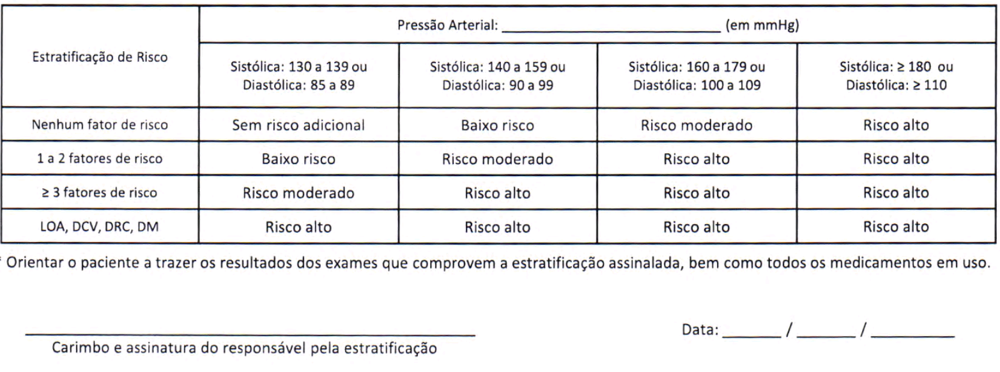 Pressão Arterial: ______________________________ (em mmHg)
Estratificação de Risco
Sistólica: 130 a 139 ou
Diastólica: 85 a 89
Sistólica: 140 a 159 ou
Diastólica: 90 a 99
Sistólica: 160 a 179 ou
Diastólica: 100 a 109
Sistólica: ≥ 180 ou
Diastólica: ≥ 110
Nenhum fator de risco Sem risco adicional Baixo risco Risco moderado Risco alto
1 a 2 fatores de risco Baixo risco Risco moderado Risco alto Risco alto
≥ 3 fatores de risco Risco moderado Risco alto Risco alto Risco alto
LOA, DCV, DRC, DM Risco alto Risco alto Risco alto Risco alto
* Orientar o paciente a trazer os resultados dos exames que comprovem a estratificação assinalada, bem como todos os medicamentos em uso.
Data: ________ / ________ / ___________
Carimbo e assinatura do responsável pela estratificação